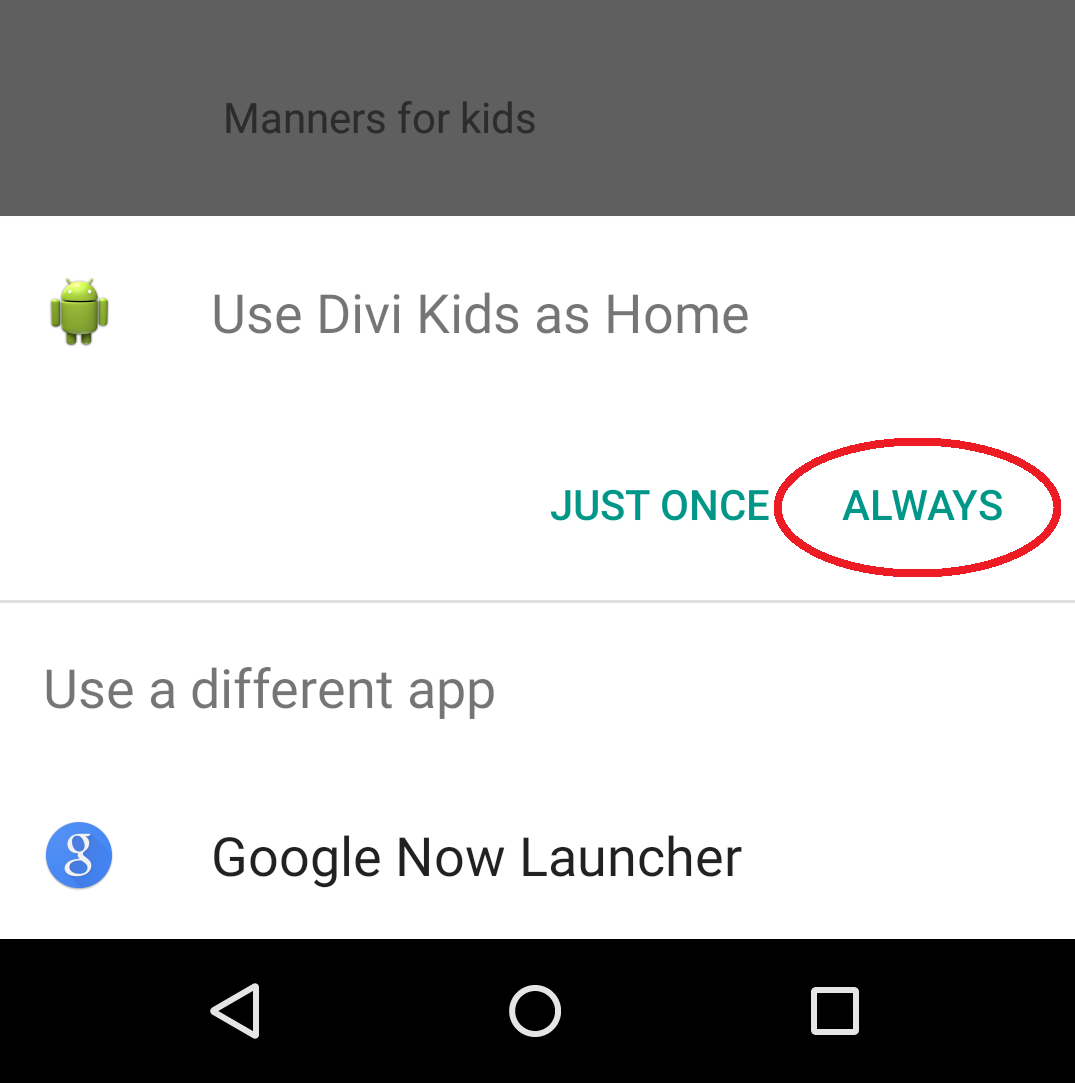 Manners for kids
Use Divi Kids as Home
JUST ONCE ALWAYS
Use a different app
g Google Now Launcher